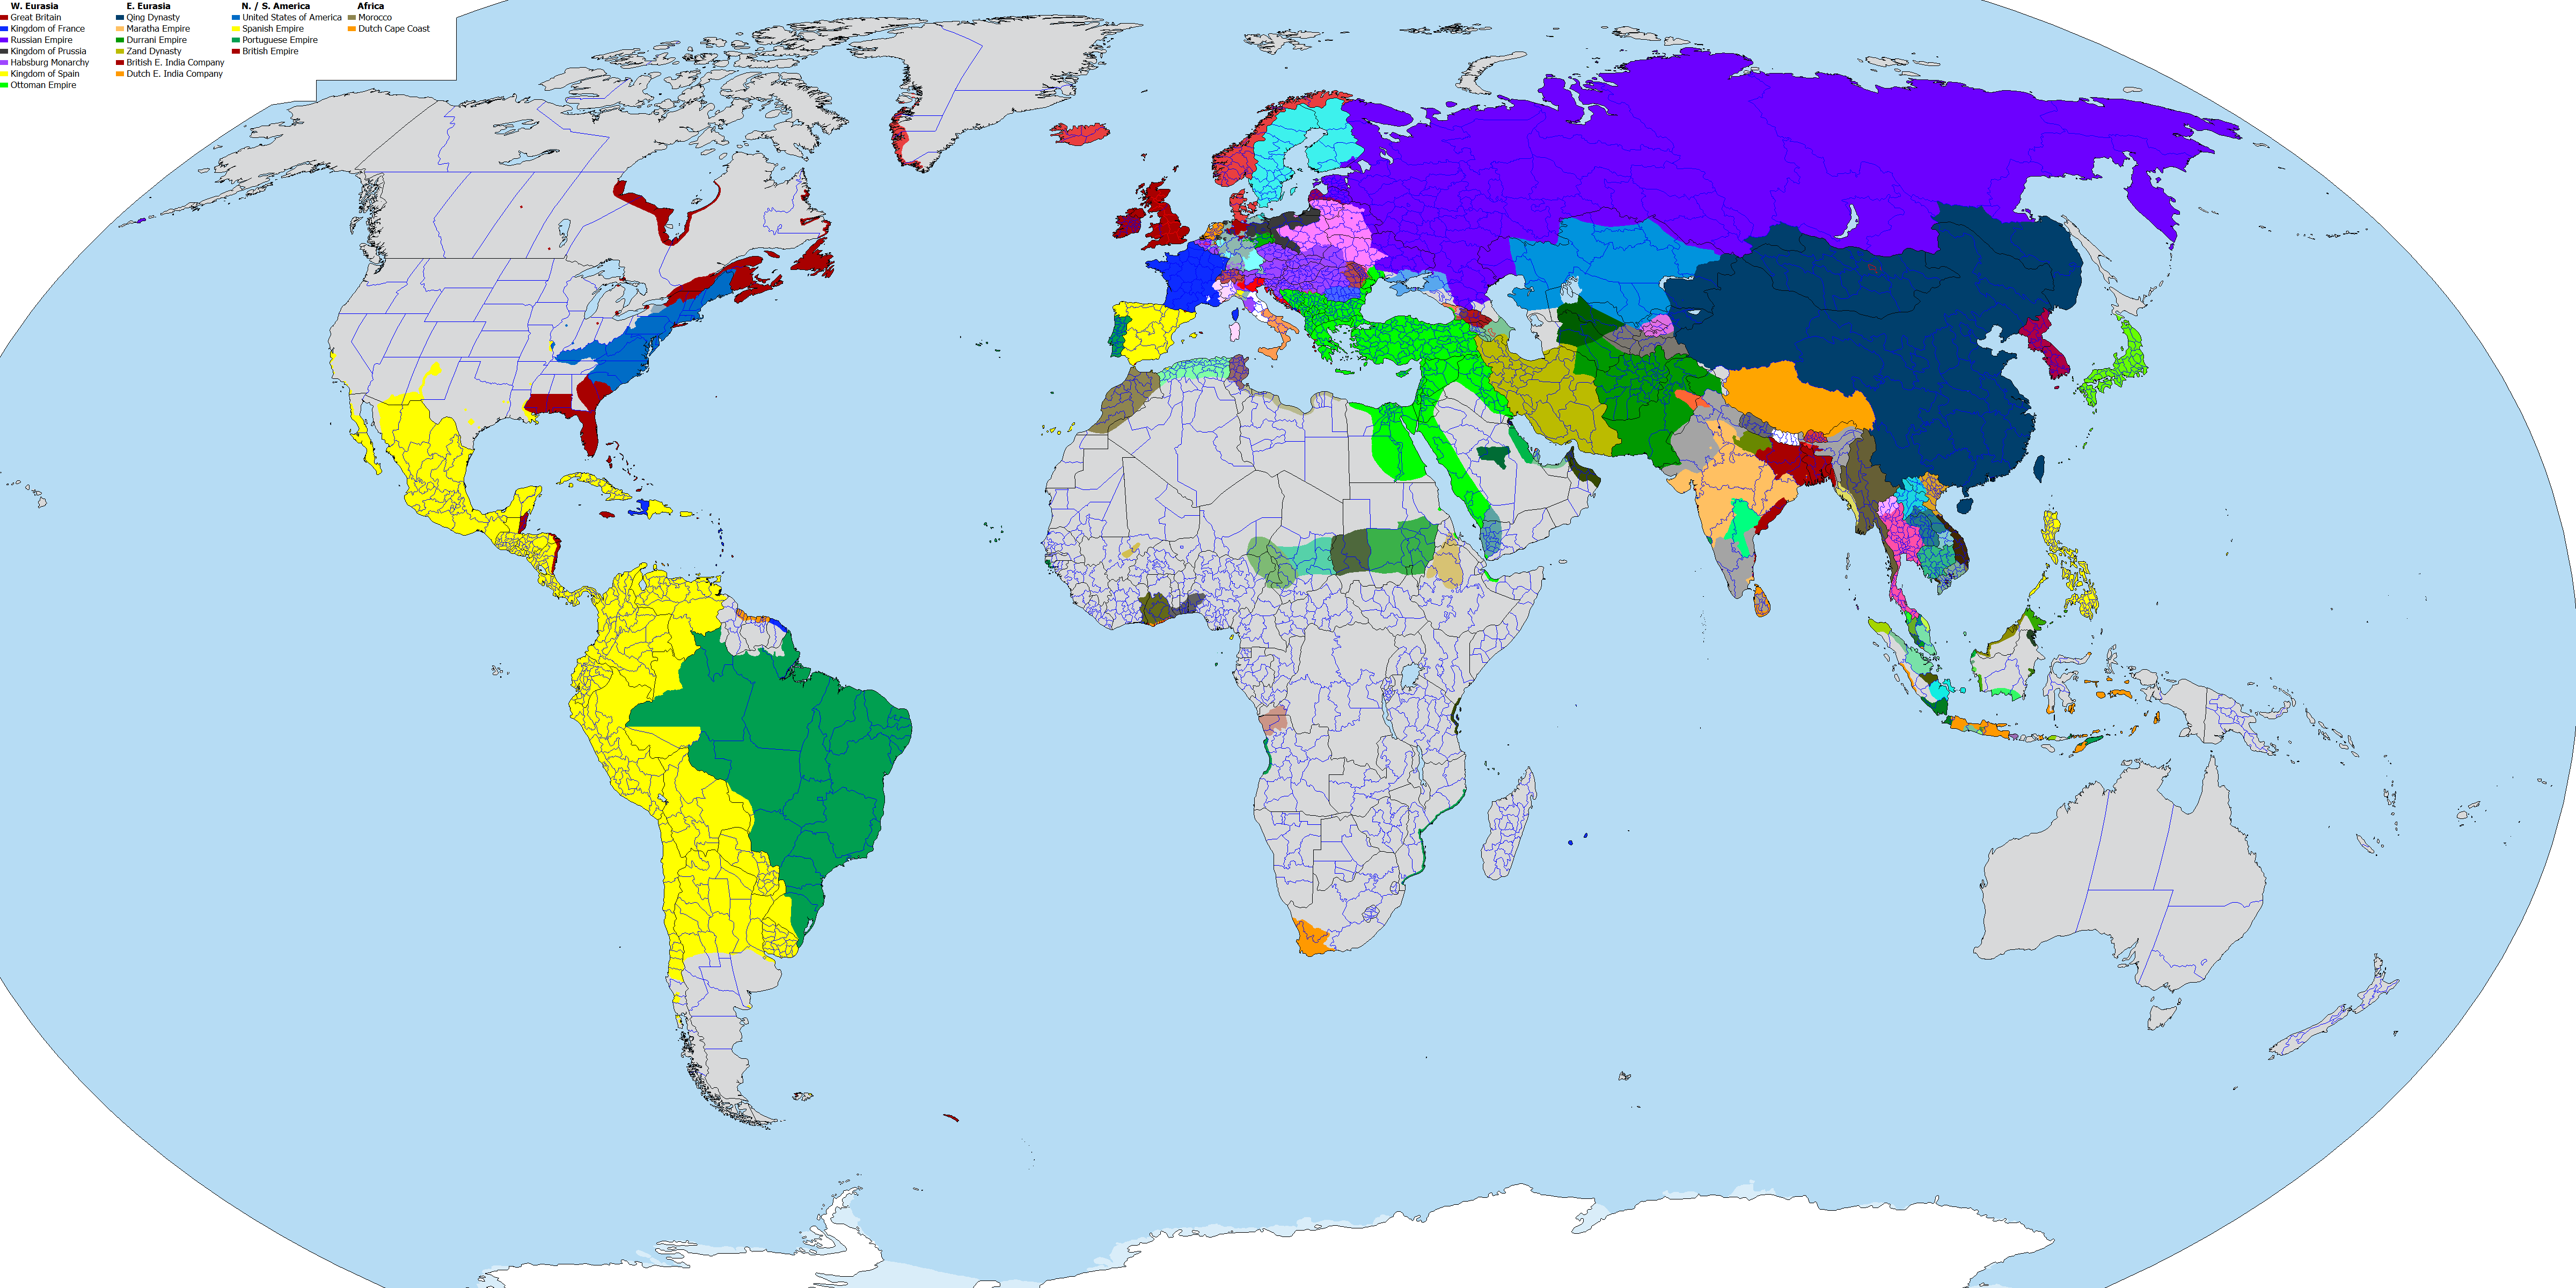 W. Eurasia
Great Britain
Kingdom of France
Russian Empire
Kingdom of Prussia
Habsburg Monarchy
Kingdom of Spain
Ottoman Empire
E. Eurasia
Qing Dynasty
Maratha Empire
Durrani Empire
Zand Dynasty
British E. India Company
Dutch E. India Company
N. / S. America
United States of America
Spanish Empire
Portuguese Empire
British Empire
Africa
Morocco
Dutch Cape Coast